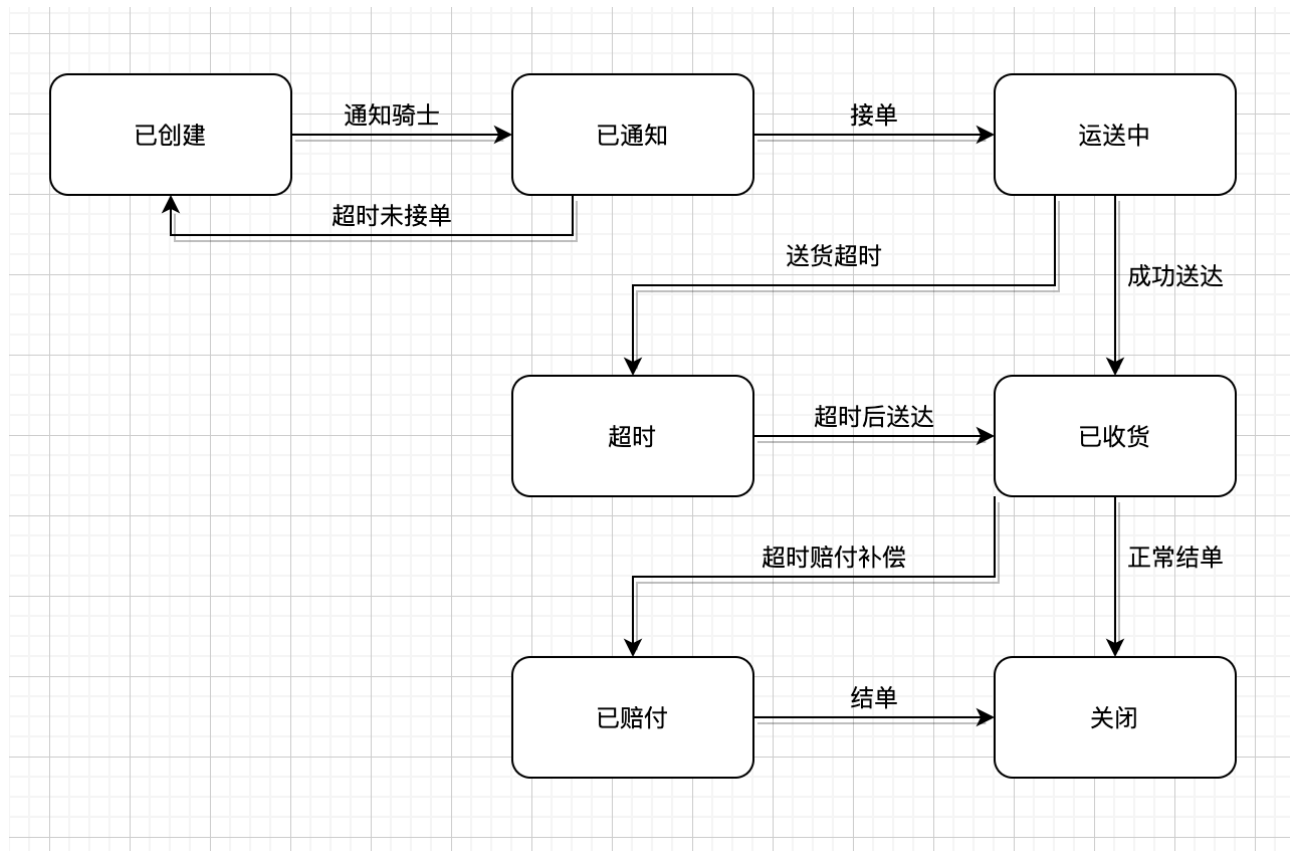 已创建
通知骑士
已通知
接单
运送中
超时未接单
送货超时
成功送达
超时
超时后送达
已收货
超时赔付补偿
正常结单
已赔付
结单
关闭